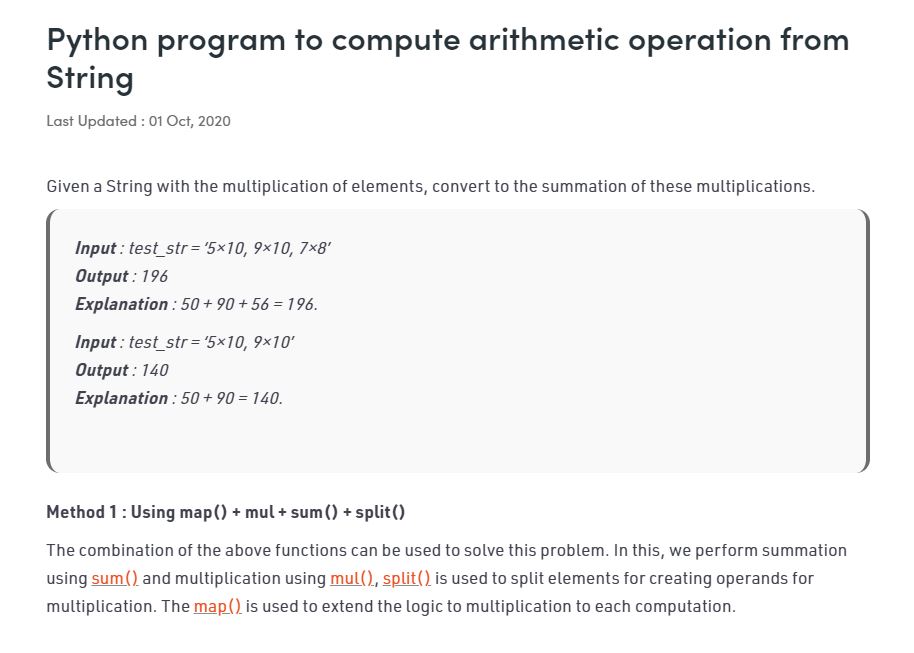 Python program to compute arithmetic operation from
String
Last Updated : 01 Oct, 2020
Given a String with the multiplication of elements, convert to the summation of these multiplications.
Input : test_str = ‘5×10, 9×10, 7×8’
Output : 196
Explanation : 50 + 90 + 56 = 196.
Input : test_str = ‘5×10, 9×10’
Output : 140
Explanation : 50 + 90 = 140.
Method 1 : Using map() + mul + sum() + split()
The combination of the above functions can be used to solve this problem. In this, we perform summation
using sum() and multiplication using mul(), split() is used to split elements for creating operands for
multiplication. The map() is used to extend the logic to multiplication to each computation.